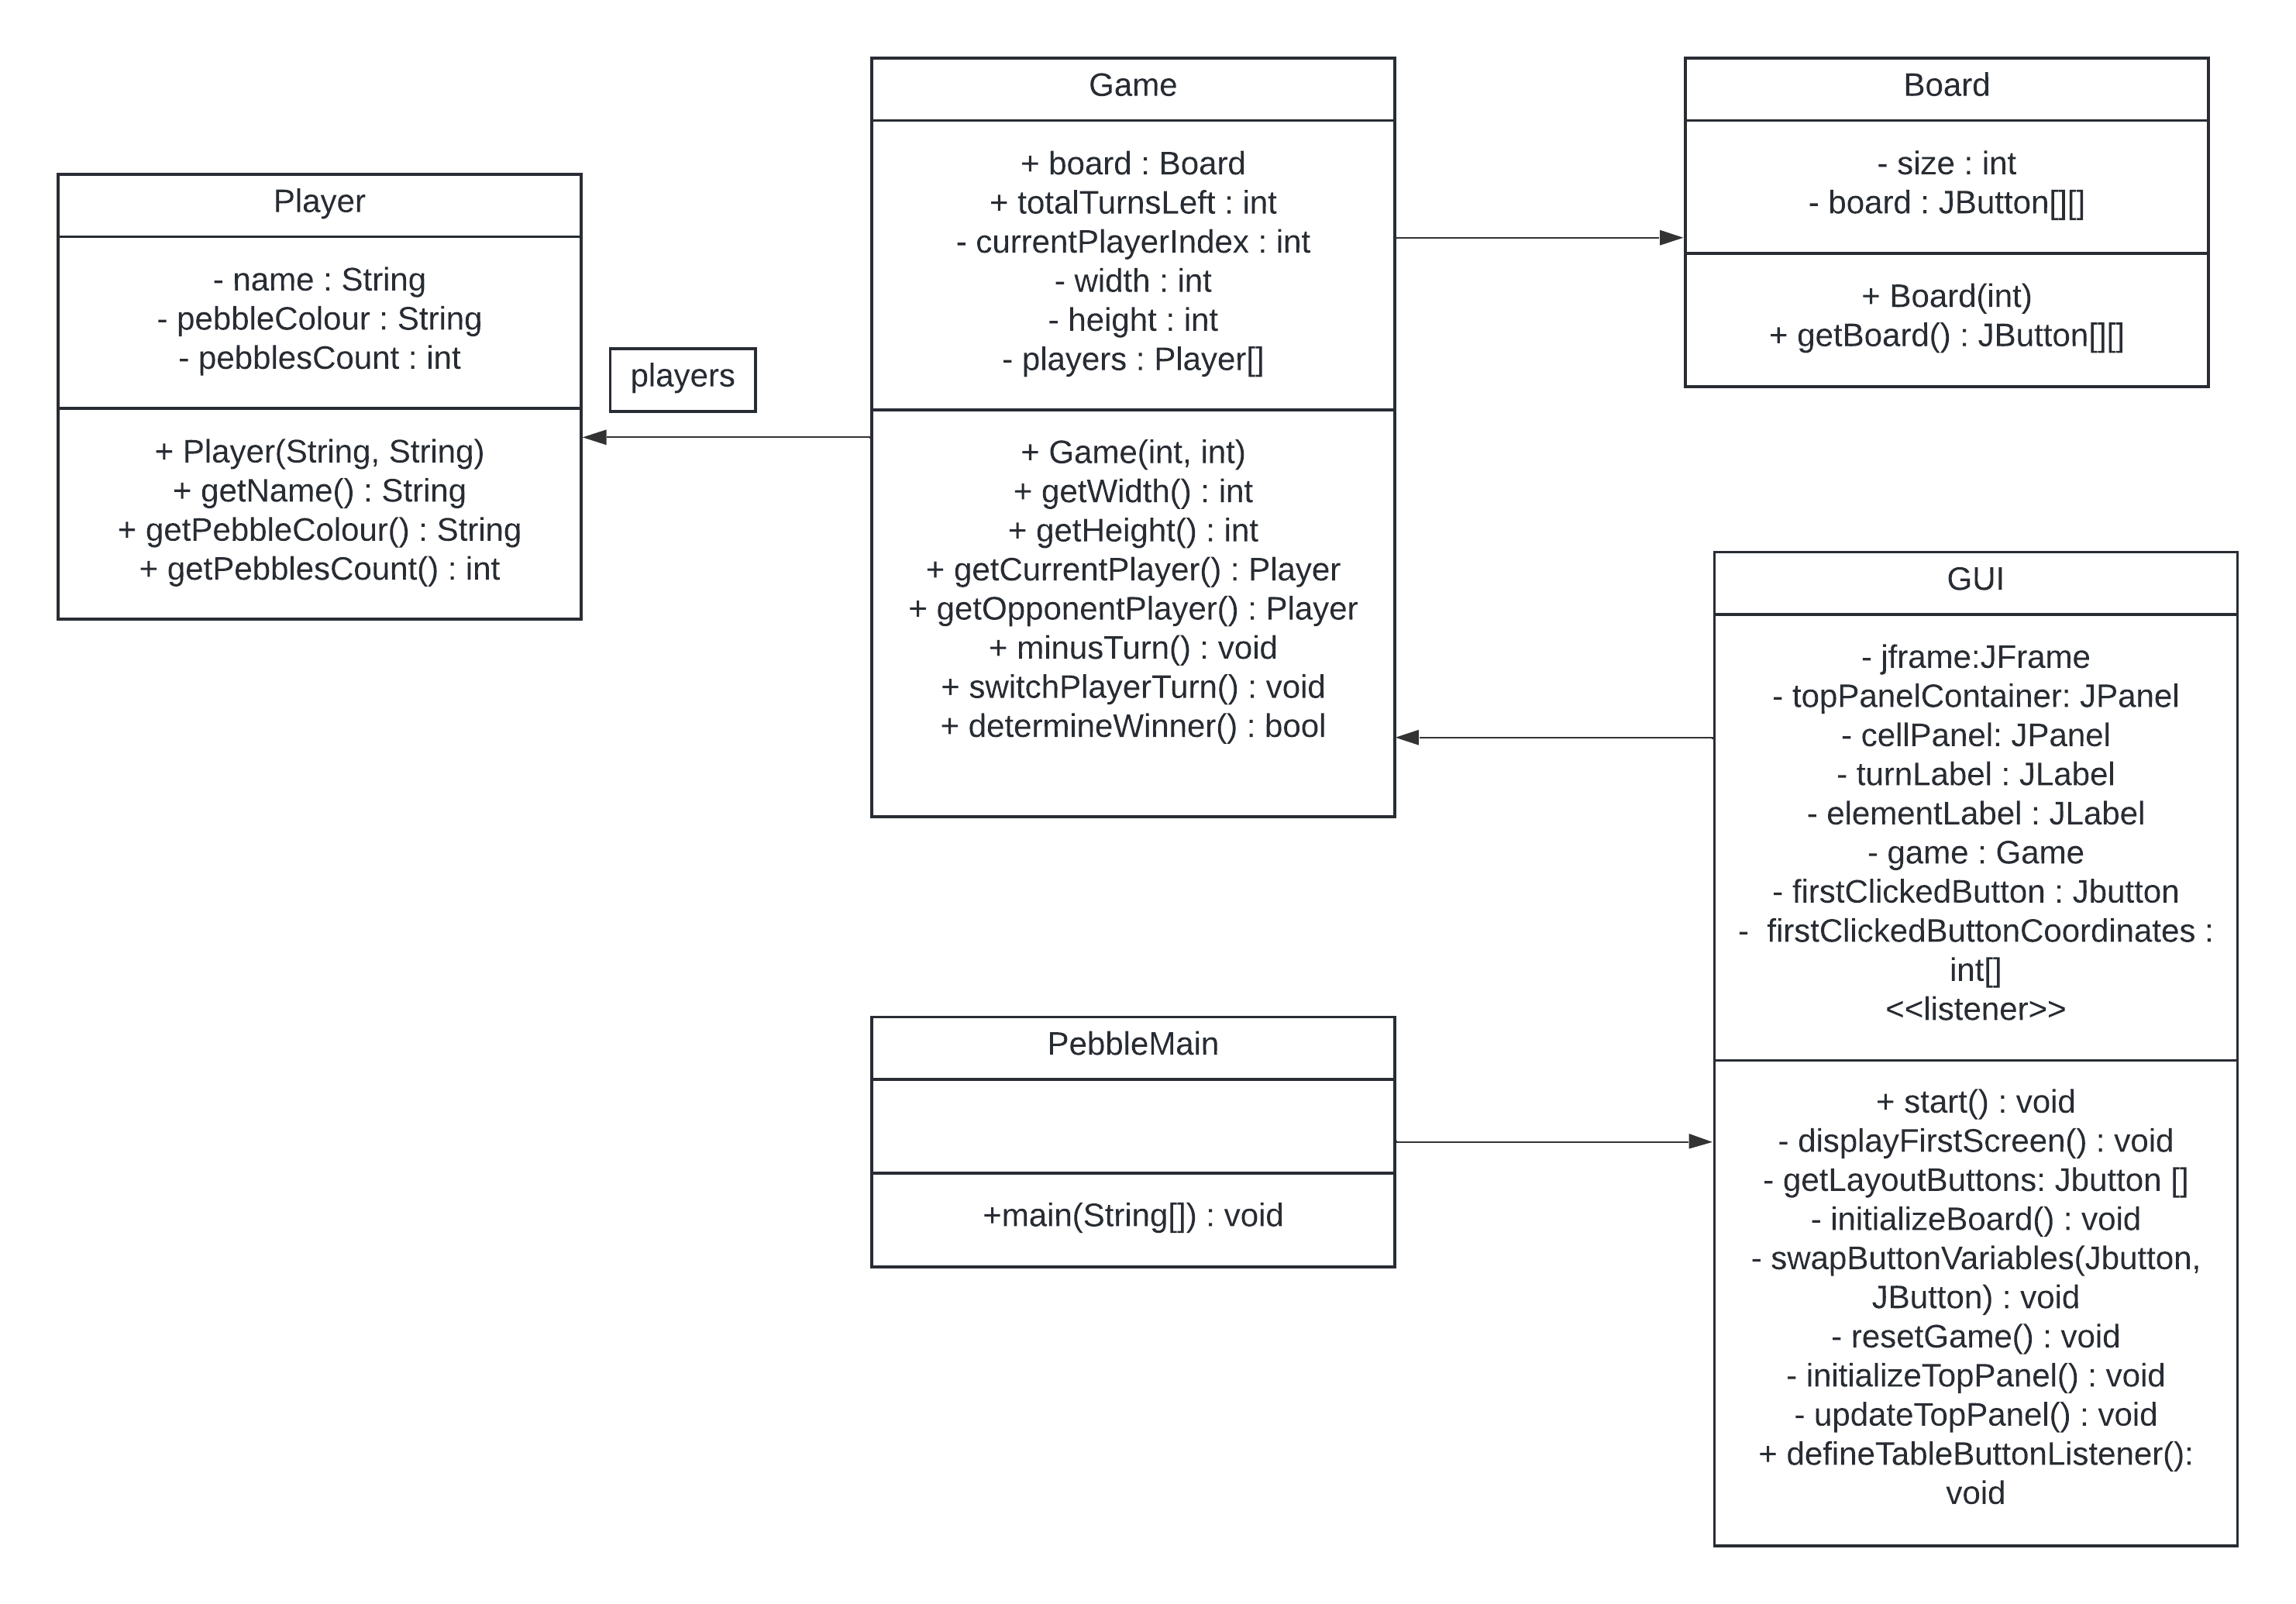 Player
- name : String
- pebbleColour : String
- pebblesCount : int
+ Player(String, String)
+ getName() : String
+ getPebbleColour() : String
+ getPebblesCount() : int
players
Game
+ board : Board
+ totalTurnsLeft : int
- currentPlayerIndex : int
- width : int
- height : int
- players : Player[]
+ Game(int, int)
+ getWidth() : int
+ getHeight() : int
+ getCurrentPlayer() : Player
+ getOpponentPlayer() : Player
+ minusTurn() : void
+ switchPlayerTurn() : void
+ determineWinner() : bool
Board
- size : int
- board : JButton[][]
+ Board(int)
+ getBoard() : JButton[][]
GUI
- jframe:JFrame
- topPanelContainer: JPanel
- cellPanel: JPanel
- turnLabel : JLabel
- elementLabel : JLabel
- game : Game
- firstClickedButton : Jbutton
-  firstClickedButtonCoordinates :
int[]
<<listener>>
+ start() : void
- displayFirstScreen() : void
- getLayoutButtons: Jbutton []
- initializeBoard() : void
- swapButtonVariables(Jbutton,
JButton) : void
- resetGame() : void
- initializeTopPanel() : void
- updateTopPanel() : void
+ defineTableButtonListener():
void
PebbleMain
+main(String[]) : void